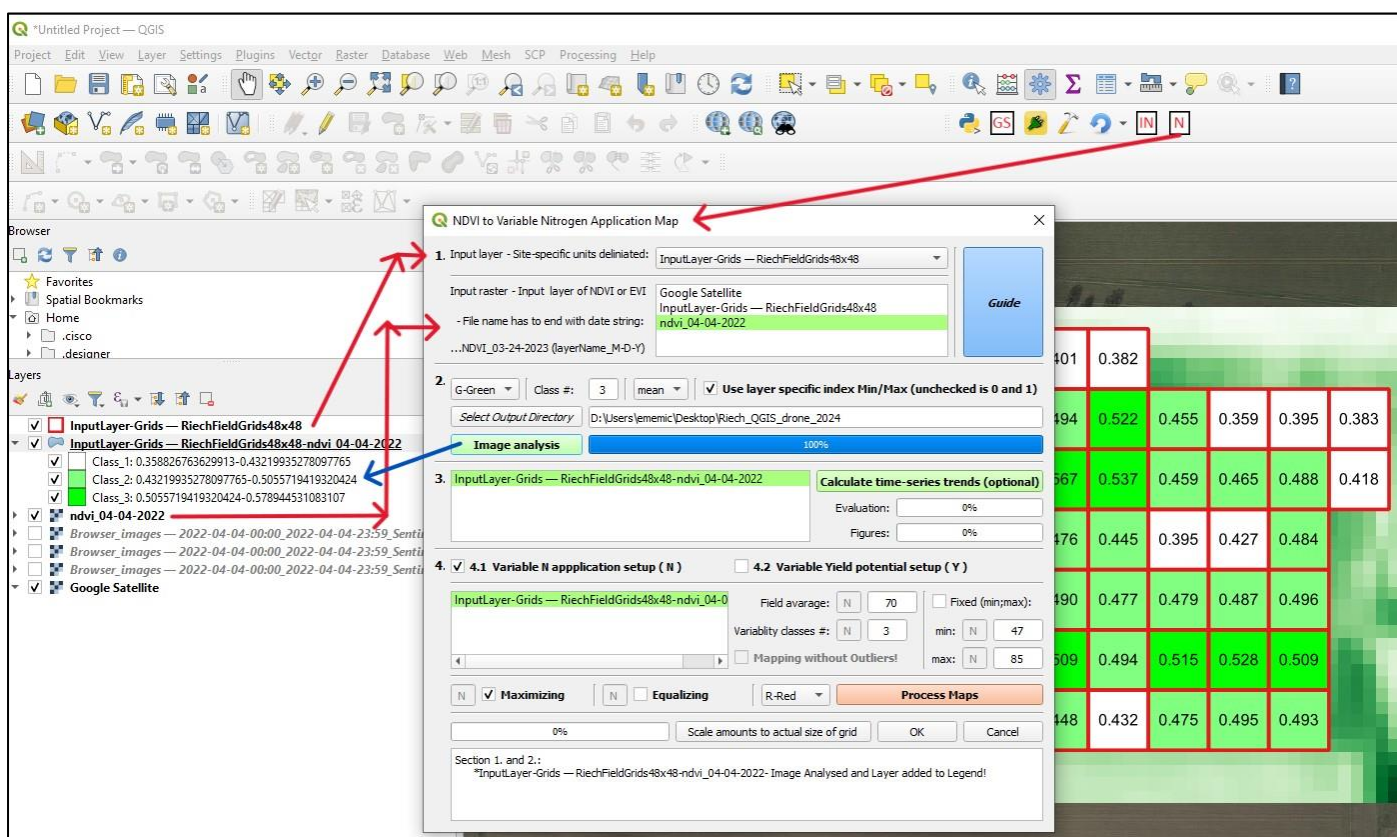 *Untitled Project — QGIS
Project Edit View Layer Settings Plugins Vector Raster Database Web Mesh SCP Processing Help
GS IN N
Browser
Favorites
Spatial Bookmarks
Home
.cisco
.designer
Layers
InputLayer-Grids — RiechFieldGrids48x48
InputLayer-Grids — RiechFieldGrids48x48-ndvi_04-04-2022
Class_1: 0.358826763629913-0.43219935278097765
Class_2: 0.43219935278097765-0.5055719419320424
Class_3: 0.5055719419320424-0.578944531083107
ndvi_04-04-2022
Browser_images — 2022-04-04-00:00_2022-04-04-23:59_Senti
Browser_images — 2022-04-04-00:00_2022-04-04-23:59_Senti
Browser_images — 2022-04-04-00:00_2022-04-04-23:59_Senti
Google Satellite
NDVI to Variable Nitrogen Application Map
1. Input layer - Site-specific units deliniated: InputLayer-Grids — RiechFieldGrids48x48
Guide
Input raster - Input layer of NDVI or EVI
- File name has to end with date string:
...NDVI_03-24-2023 (layerName_M-D-Y)
Google Satellite
InputLayer-Grids — RiechFieldGrids48x48
ndvi_04-04-2022
2. G-Green Class #: 3 mean Use layer specific index Min/Max (unchecked is 0 and 1)
Select Output Directory D:\Users\ememic\Desktop\Riech_QGIS_drone_2024
Image analysis 100%
3. InputLayer-Grids — RiechFieldGrids48x48-ndvi_04-04-2022 Calculate time-series trends (optional)
Evaluation: 0%
Figures: 0%
4. 4.1 Variable N appplication setup ( N ) 4.2 Variable Yield potential setup ( Y )
InputLayer-Grids — RiechFieldGrids48x48-ndvi_04-0 Field avarage: N 70 Fixed (min;max):
Variablity classes #: N 3 min: N 47
Mapping without Outliers! max: N 85
N Maximizing N Equalizing R-Red Process Maps
0% Scale amounts to actual size of grid OK Cancel
Section 1. and 2.:
*InputLayer-Grids — RiechFieldGrids48x48-ndvi_04-04-2022- Image Analysed and Layer added to Legend!
401 0.382
494 0.522 0.455 0.359 0.395 0.383
567 0.537 0.459 0.465 0.488 0.418
476 0.445 0.395 0.427 0.484
490 0.477 0.479 0.487 0.496
509 0.494 0.515 0.528 0.509
448 0.432 0.475 0.495 0.493